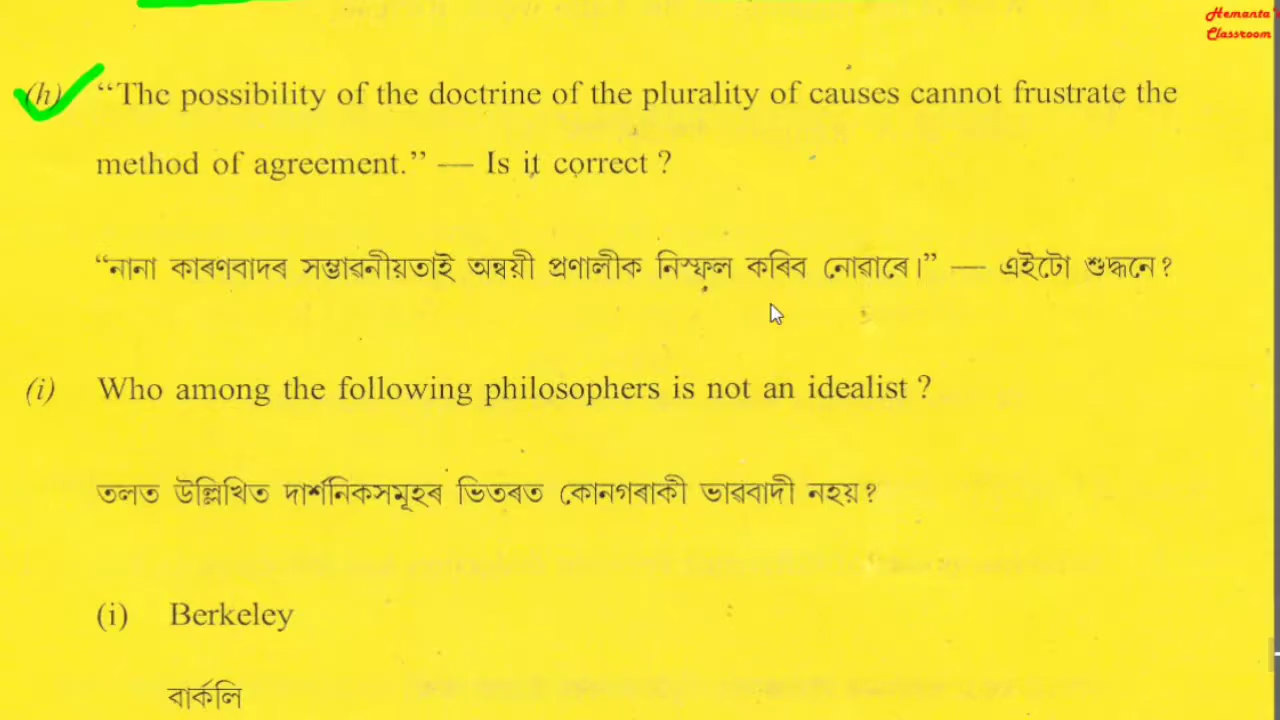 Hemanta's
Classroom
(h) “The possibility of the doctrine of the plurality of causes cannot frustrate the
method of agreement.” — Is it correct ?
“নানা কাৰণবাদৰ সম্ভাৱনীয়তাই অন্বয়ী প্ৰণালীক নিস্ফল কৰিব নোৱাৰে।” — এইটো শুদ্ধনে ?
(i) Who among the following philosophers is not an idealist ?
তলত উল্লিখিত দাৰ্শনিকসমূহৰ ভিতৰত কোনগৰাকী ভাৱবাদী নহয় ?
(i) Berkeley
বাৰ্কলি